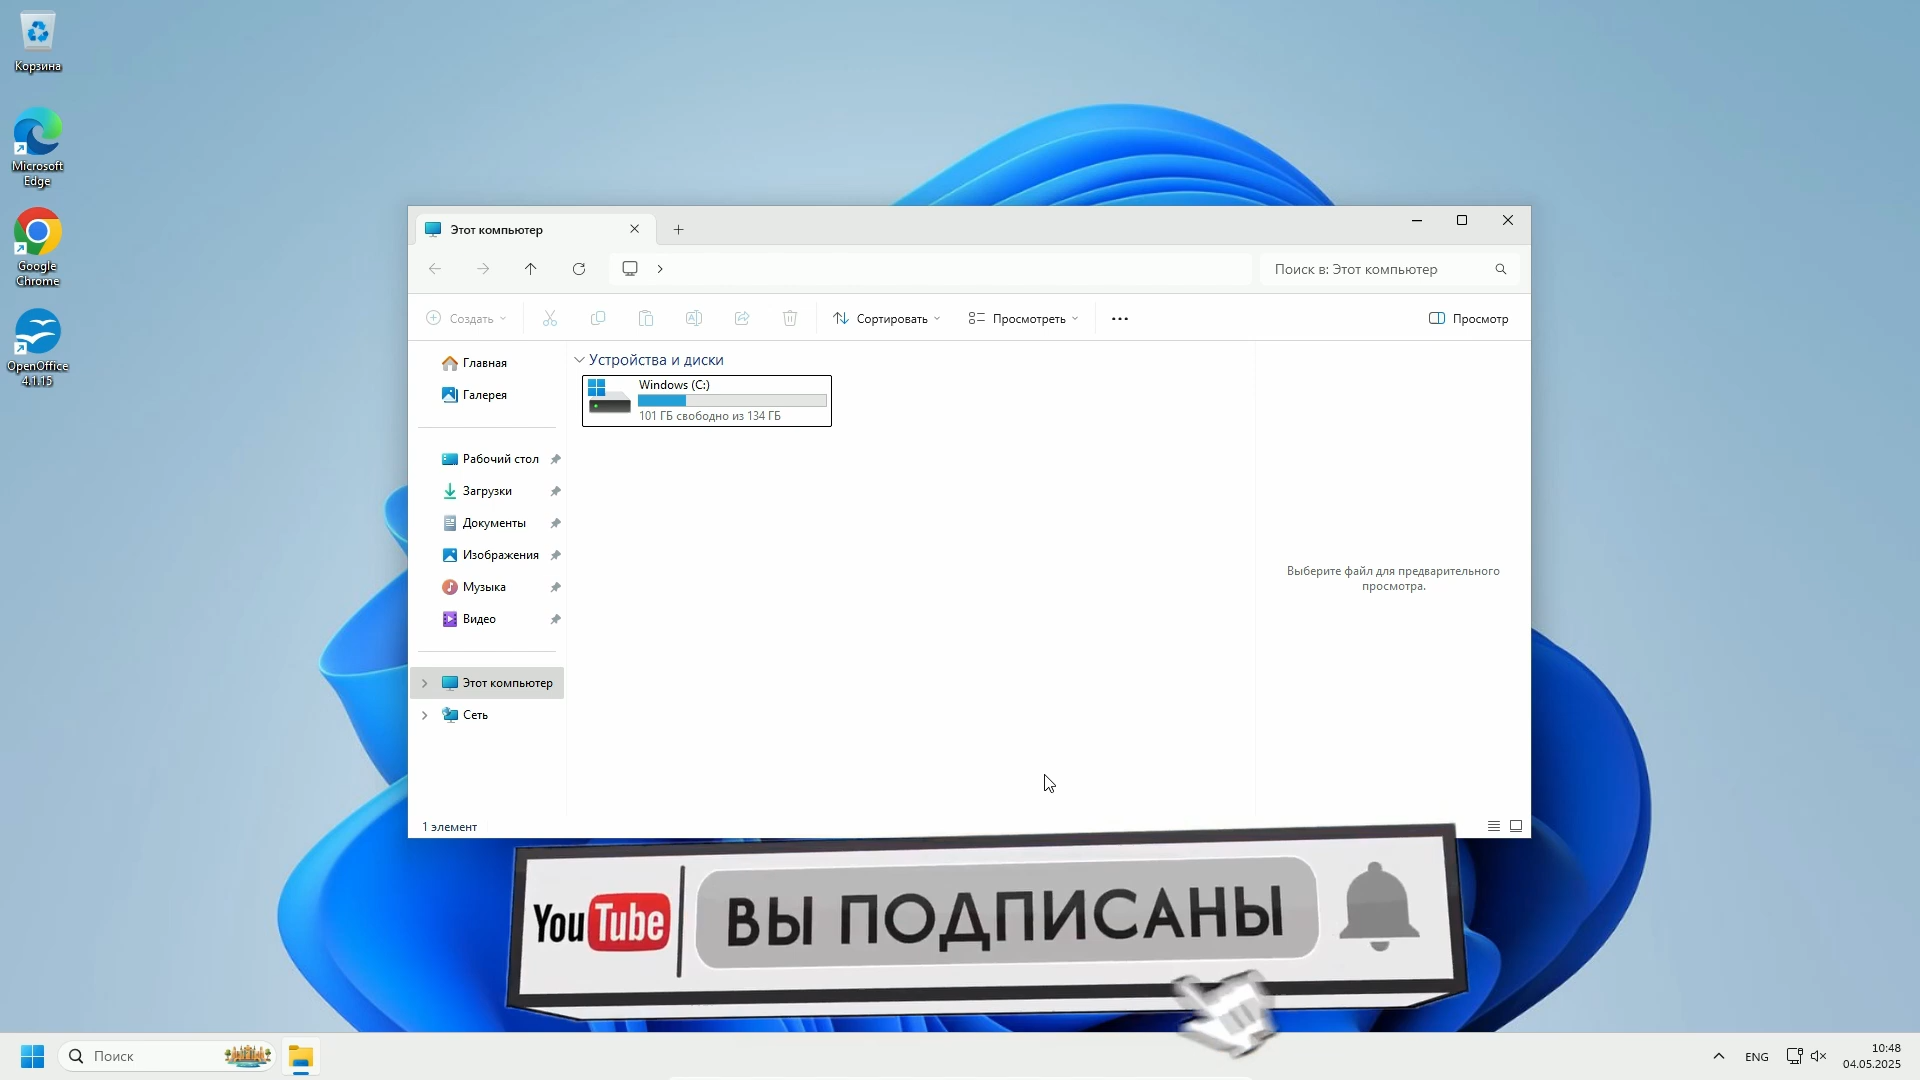 Корзина
Microsoft
Edge
Google
Chrome
OpenOffice
4.1.15
Этот компьютер
Поиск в: Этот компьютер
Создать
Сортировать
Просмотреть
Просмотр
Главная
Галерея
Рабочий стол
Загрузки
Документы
Изображения
Музыка
Видео
Этот компьютер
Сеть
Устройства и диски
Windows (C:)
101 ГБ свободно из 134 ГБ
Выберите файл для предварительного
просмотра.
1 элемент
YouTube
ВЫ ПОДПИСАНЫ
Поиск
ENG
10:48
04.05.2025